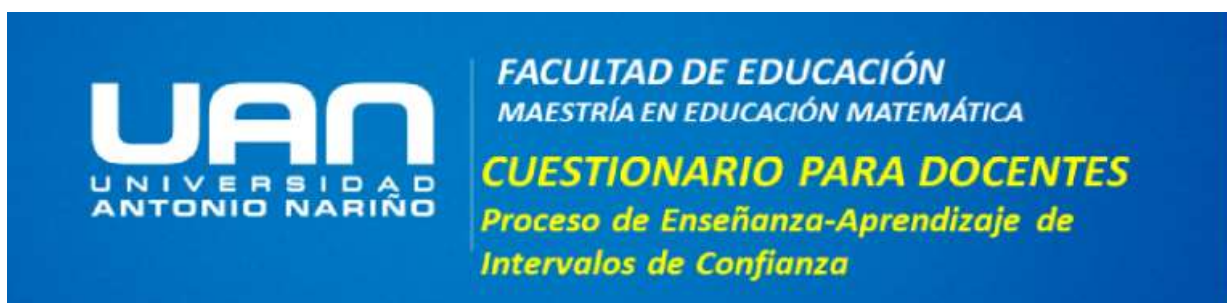 UAN
UNIVERSIDAD
ANTONIO NARIÑO
FACULTAD DE EDUCACIÓN
MAESTRÍA EN EDUCACIÓN MATEMÁTICA
CUESTIONARIO PARA DOCENTES
Proceso de Enseñanza-Aprendizaje de
Intervalos de Confianza